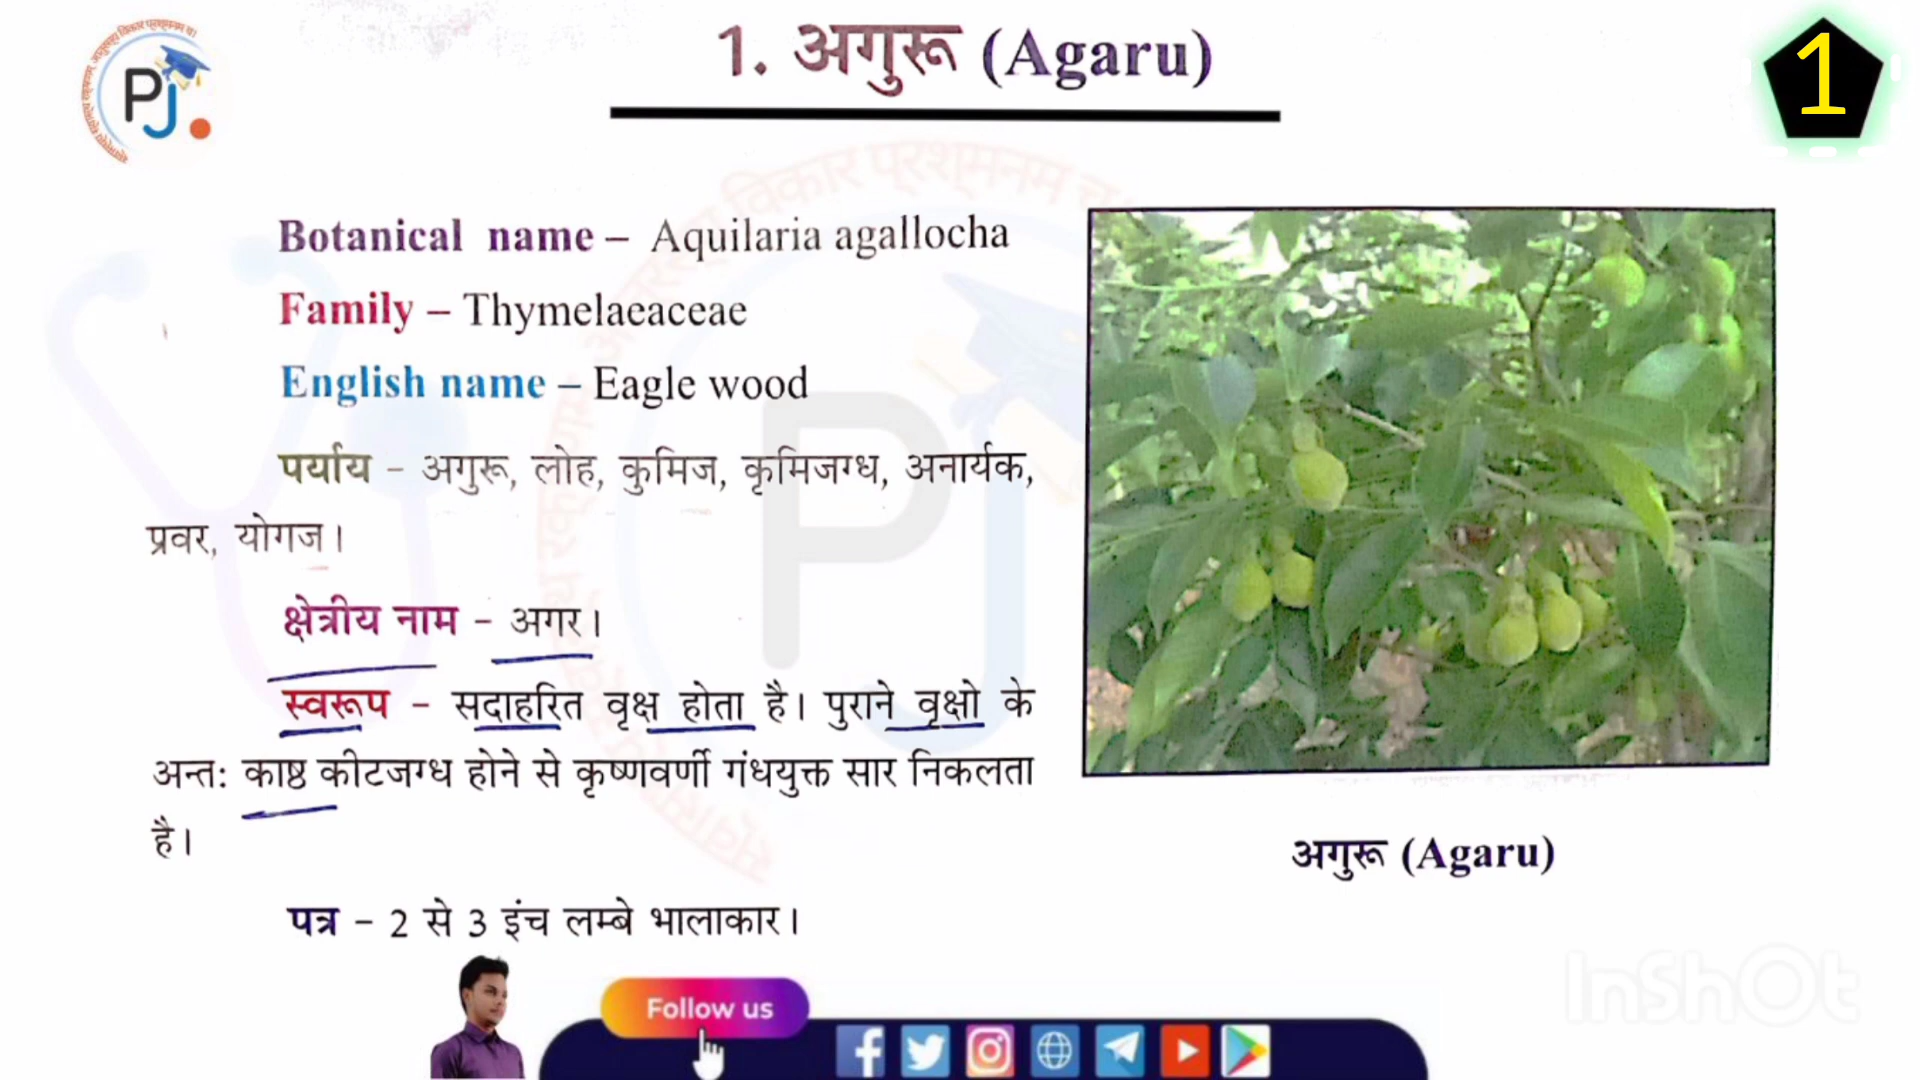 1. अगुरू (Agaru)
1
PJ.
Botanical name – Aquilaria agallocha
Family – Thymelaeaceae
English name – Eagle wood
पर्याय – अगुरू, लोह, कुमिज, कृमिजग्ध, अनार्यक,
प्रवर, योगज।
क्षेत्रीय नाम – अगर।
स्वरूप – सदाहरित वृक्ष होता है। पुराने वृक्षो के
अन्त: काष्ठ कीटजग्ध होने से कृष्णवर्णी गंधयुक्त सार निकलता
है।
पत्र – 2 से 3 इंच लम्बे भालाकार।
अगुरू (Agaru)
Follow us
InShOt